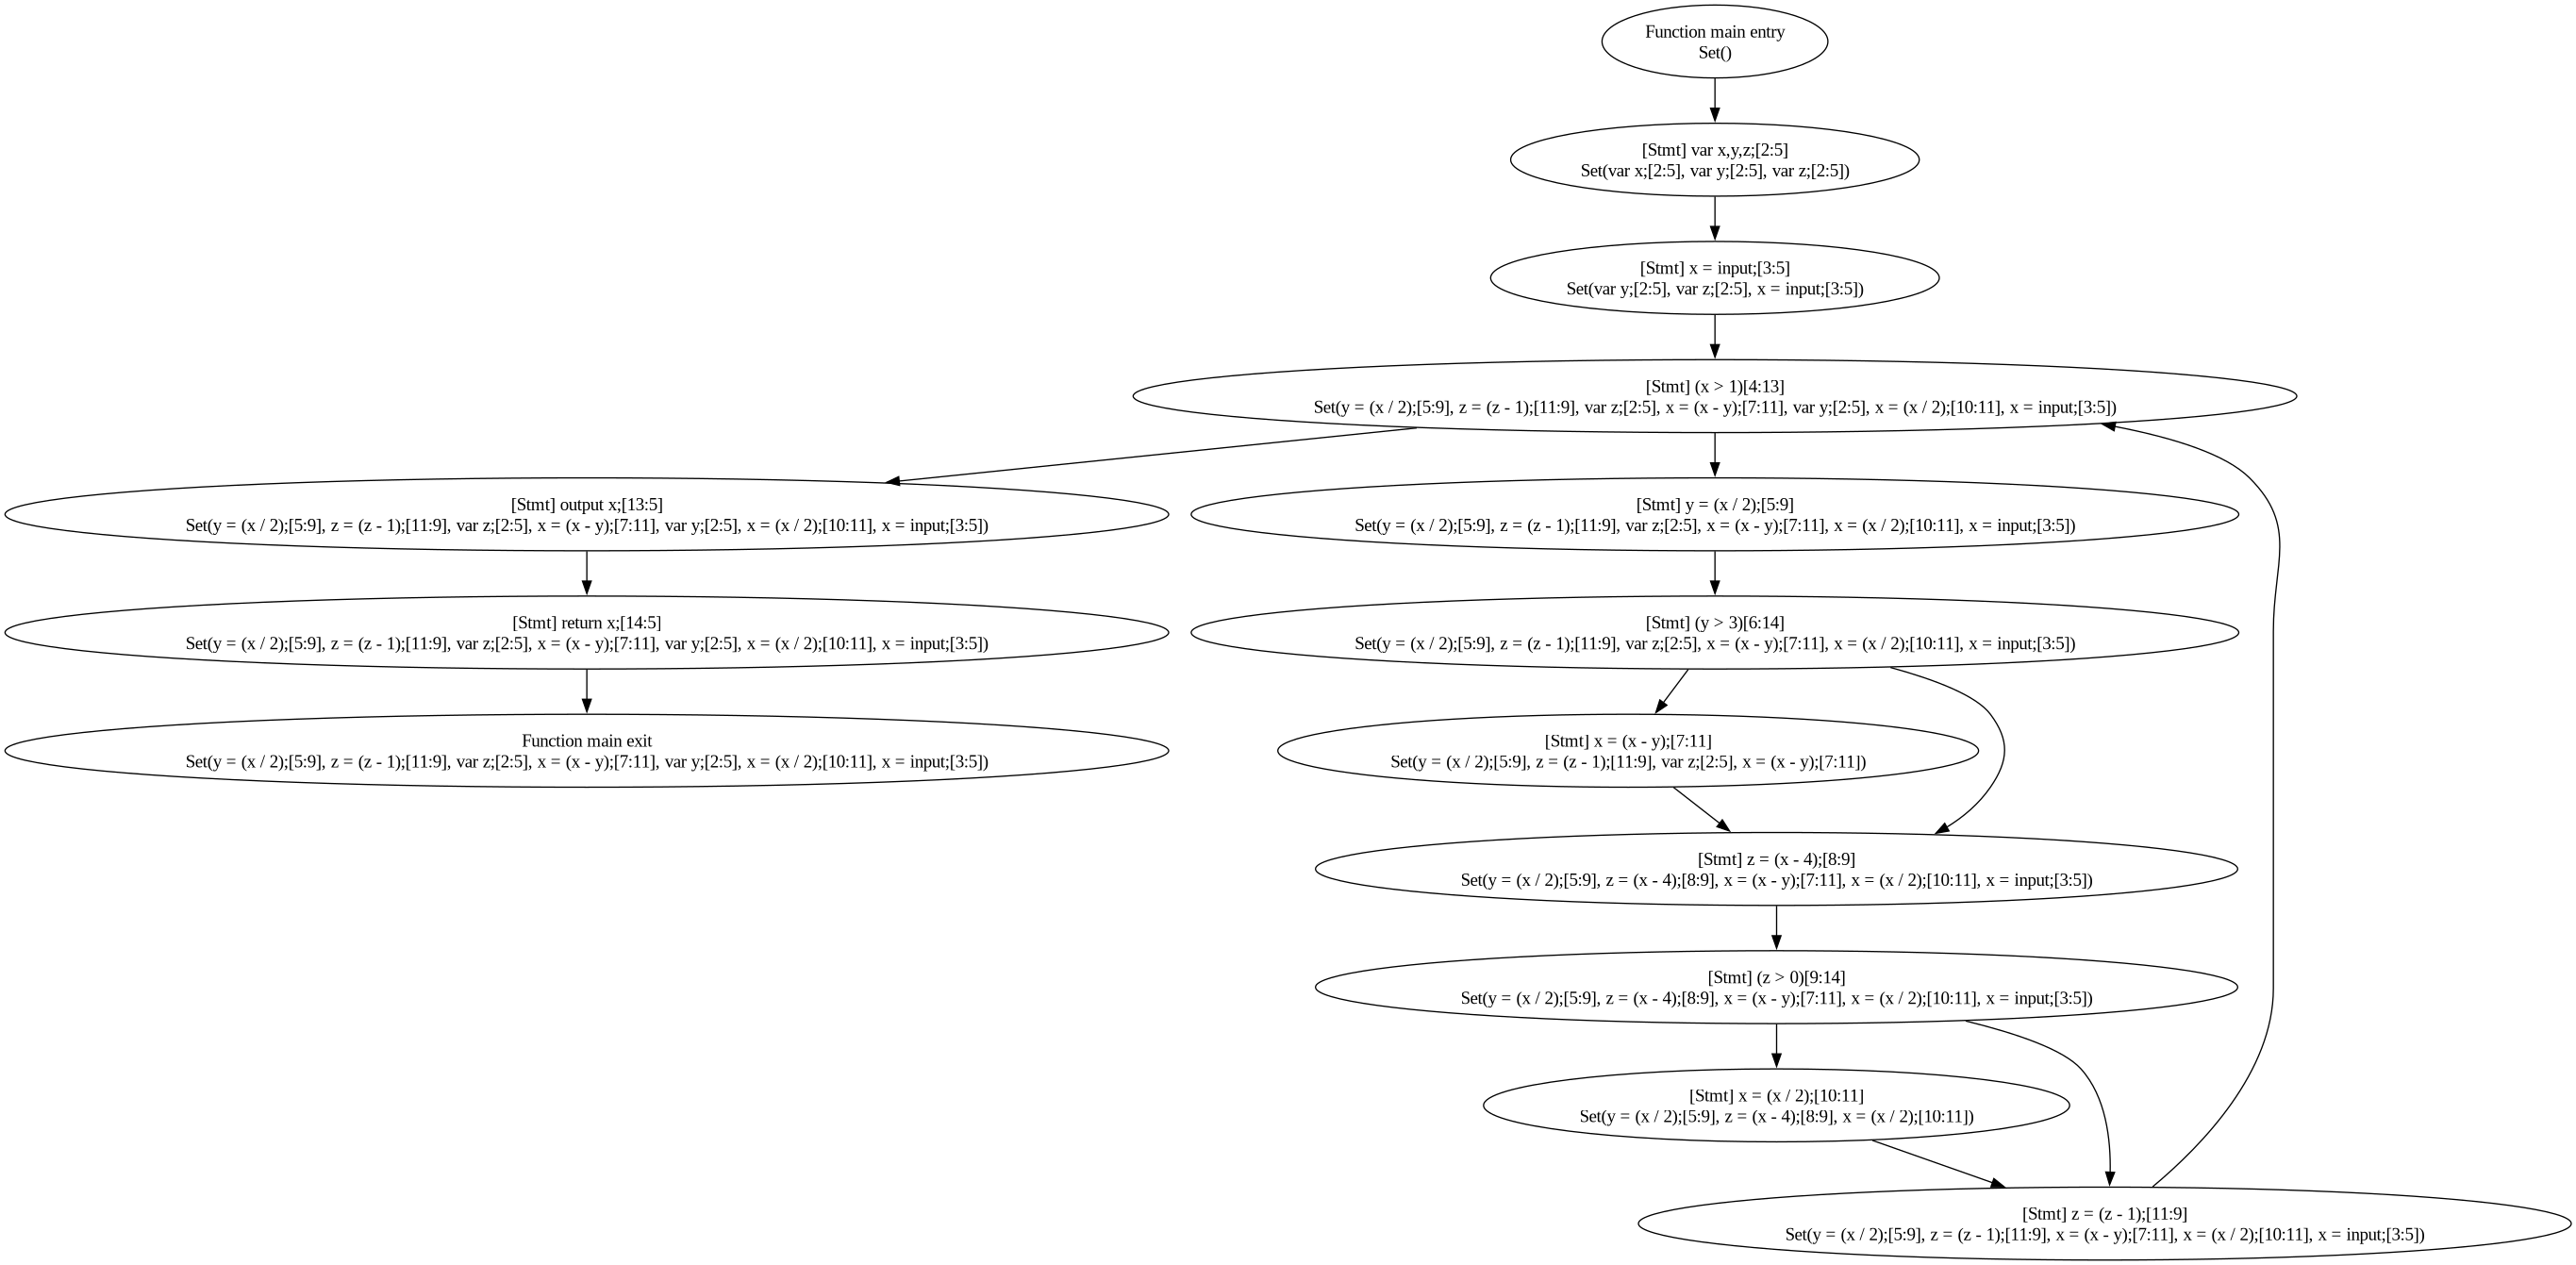 Function main entry
Set()
[Stmt] var x,y,z;[2:5]
Set(var x;[2:5], var y;[2:5], var z;[2:5])
[Stmt] x = input;[3:5]
Set(var y;[2:5], var z;[2:5], x = input;[3:5])
[Stmt] (x > 1)[4:13]
Set(y = (x / 2);[5:9], z = (z - 1);[11:9], var z;[2:5], x = (x - y);[7:11], var y;[2:5], x = (x / 2);[10:11], x = input;[3:5])
[Stmt] output x;[13:5]
Set(y = (x / 2);[5:9], z = (z - 1);[11:9], var z;[2:5], x = (x - y);[7:11], var y;[2:5], x = (x / 2);[10:11], x = input;[3:5])
[Stmt] y = (x / 2);[5:9]
Set(y = (x / 2);[5:9], z = (z - 1);[11:9], var z;[2:5], x = (x - y);[7:11], x = (x / 2);[10:11], x = input;[3:5])
[Stmt] return x;[14:5]
Set(y = (x / 2);[5:9], z = (z - 1);[11:9], var z;[2:5], x = (x - y);[7:11], var y;[2:5], x = (x / 2);[10:11], x = input;[3:5])
[Stmt] (y > 3)[6:14]
Set(y = (x / 2);[5:9], z = (z - 1);[11:9], var z;[2:5], x = (x - y);[7:11], x = (x / 2);[10:11], x = input;[3:5])
Function main exit
Set(y = (x / 2);[5:9], z = (z - 1);[11:9], var z;[2:5], x = (x - y);[7:11], var y;[2:5], x = (x / 2);[10:11], x = input;[3:5])
[Stmt] x = (x - y);[7:11]
Set(y = (x / 2);[5:9], z = (z - 1);[11:9], var z;[2:5], x = (x - y);[7:11])
[Stmt] z = (x - 4);[8:9]
Set(y = (x / 2);[5:9], z = (x - 4);[8:9], x = (x - y);[7:11], x = (x / 2);[10:11], x = input;[3:5])
[Stmt] (z > 0)[9:14]
Set(y = (x / 2);[5:9], z = (x - 4);[8:9], x = (x - y);[7:11], x = (x / 2);[10:11], x = input;[3:5])
[Stmt] x = (x / 2);[10:11]
Set(y = (x / 2);[5:9], z = (x - 4);[8:9], x = (x / 2);[10:11])
[Stmt] z = (z - 1);[11:9]
Set(y = (x / 2);[5:9], z = (z - 1);[11:9], x = (x - y);[7:11], x = (x / 2);[10:11], x = input;[3:5])